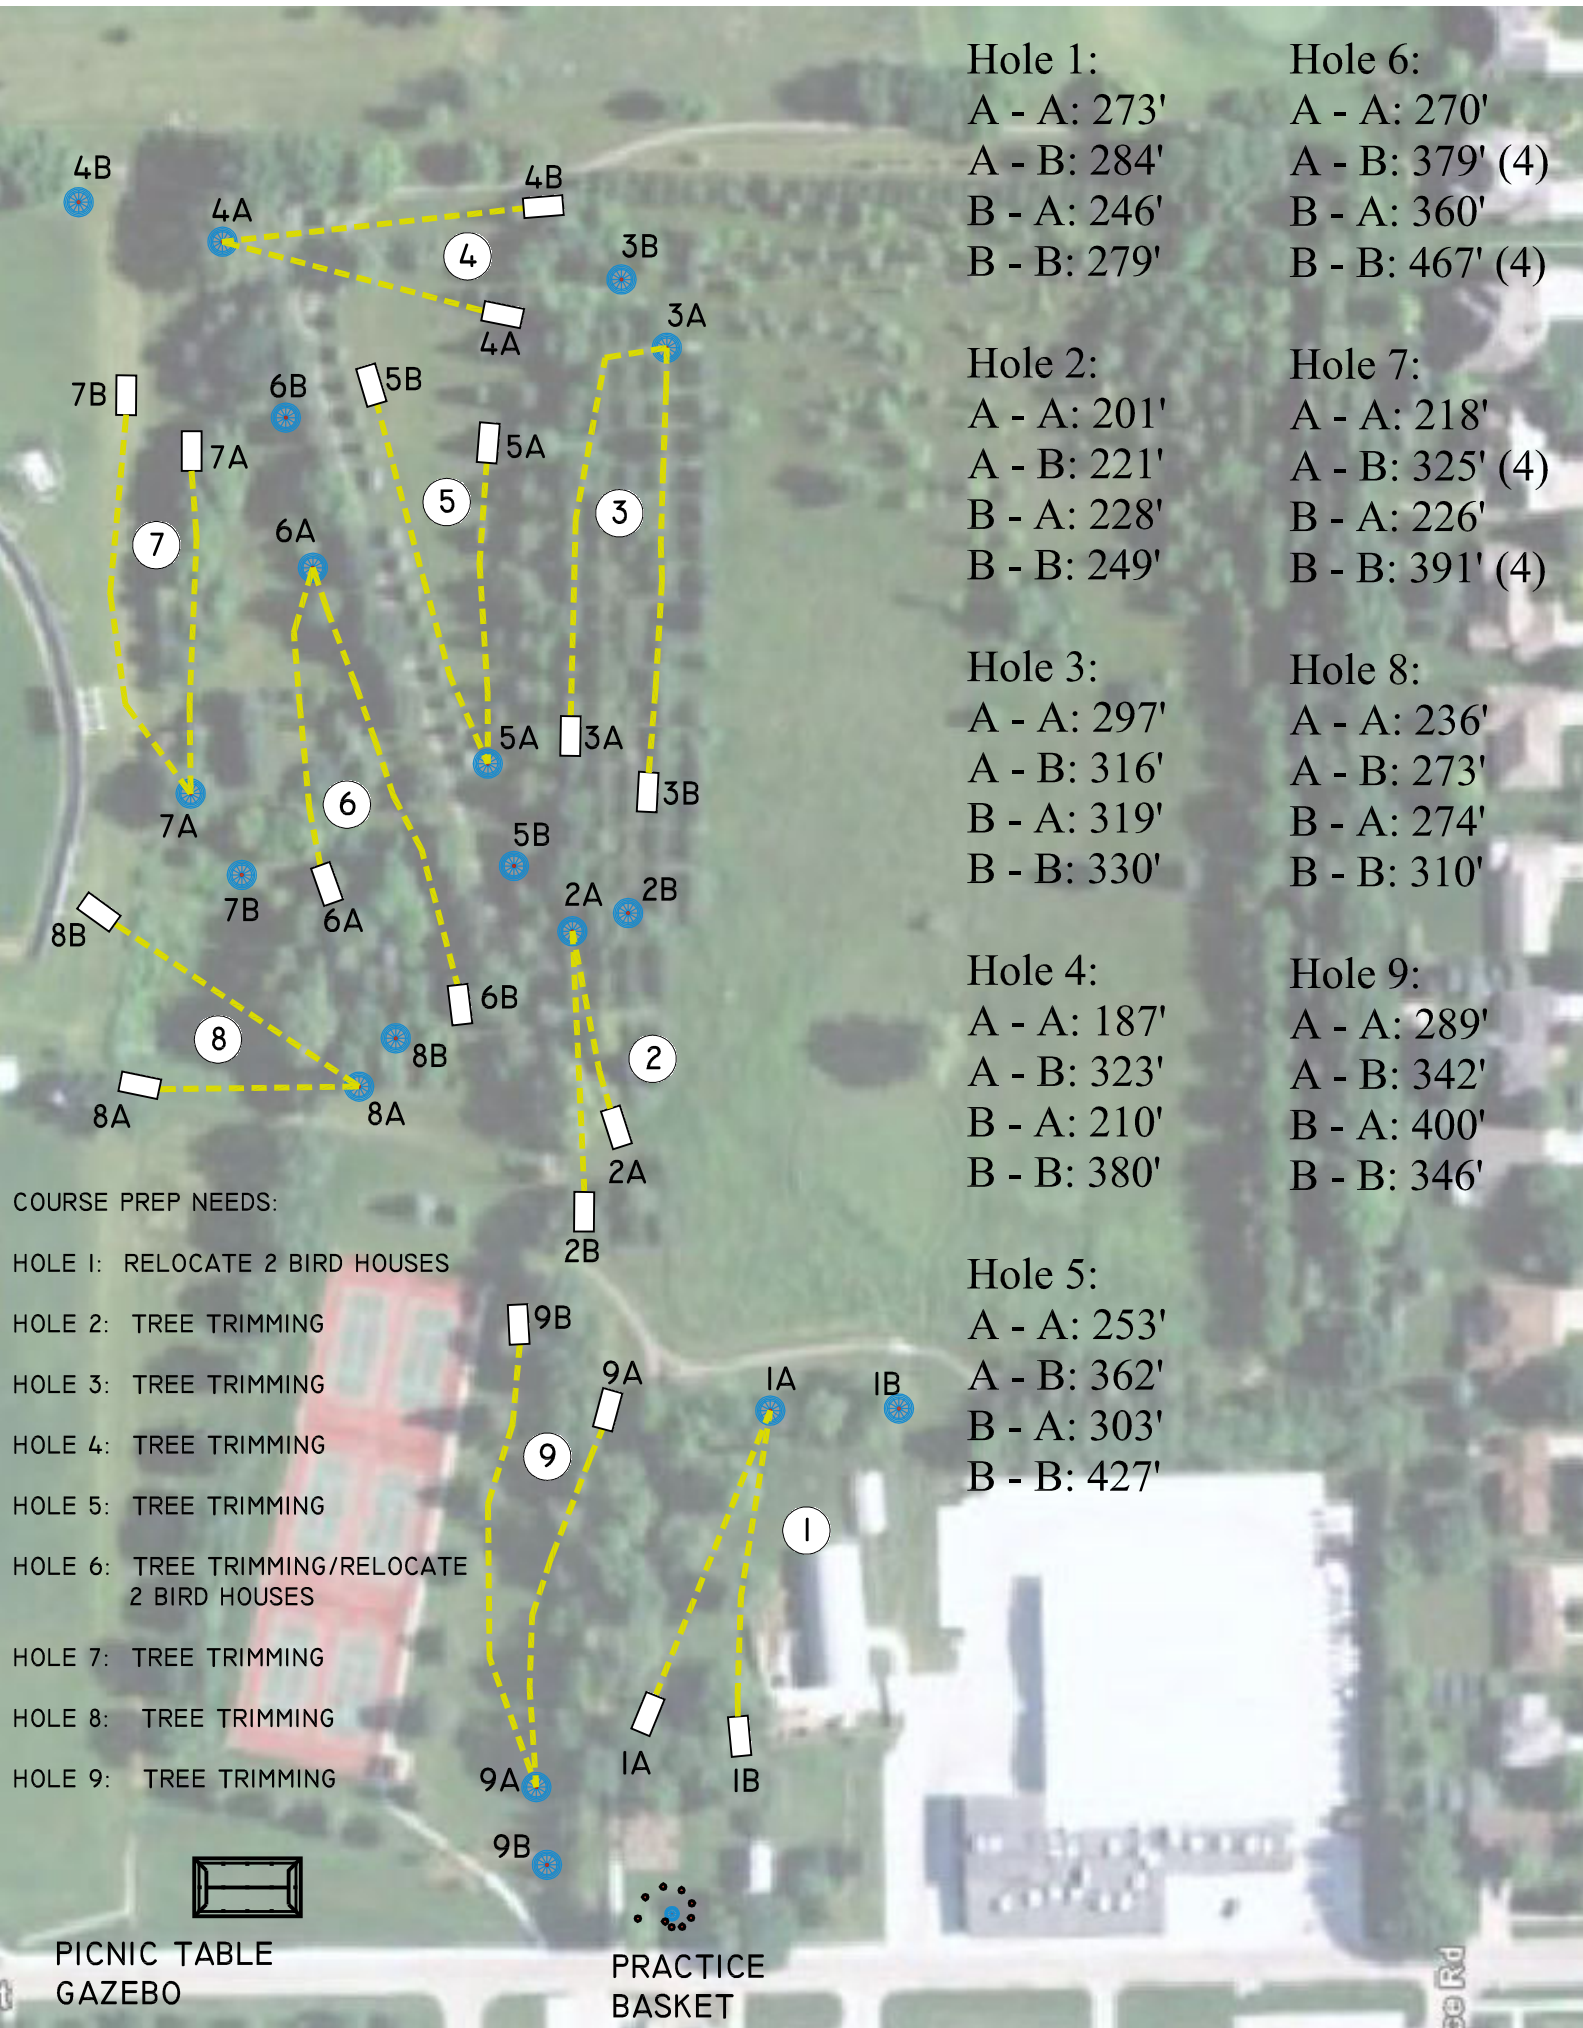 Hole 1:
A - A: 273'
A - B: 284'
B - A: 246'
B - B: 279'
Hole 2:
A - A: 201'
A - B: 221'
B - A: 228'
B - B: 249'
Hole 3:
A - A: 297'
A - B: 316'
B - A: 319'
B - B: 330'
Hole 4:
A - A: 187'
A - B: 323'
B - A: 210'
B - B: 380'
Hole 5:
A - A: 253'
A - B: 362'
B - A: 303'
B - B: 427'
Hole 6:
A - A: 270'
A - B: 379' (4)
B - A: 360'
B - B: 467' (4)
Hole 7:
A - A: 218'
A - B: 325' (4)
B - A: 226'
B - B: 391' (4)
Hole 8:
A - A: 236'
A - B: 273'
B - A: 274'
B - B: 310'
Hole 9:
A - A: 289'
A - B: 342'
B - A: 400'
B - B: 346'
4B
4A
4B
4
4A
3B
3A
7B
7A
6B
5B
5A
5
3
7
6A
5A
3A
3B
7A
6
5B
7B
6A
2A
2B
8B
6B
8
8B
2
8A
8A
2A
2B
COURSE PREP NEEDS:
HOLE 1: RELOCATE 2 BIRD HOUSES
HOLE 2: TREE TRIMMING
HOLE 3: TREE TRIMMING
HOLE 4: TREE TRIMMING
HOLE 5: TREE TRIMMING
HOLE 6: TREE TRIMMING/RELOCATE
2 BIRD HOUSES
HOLE 7: TREE TRIMMING
HOLE 8: TREE TRIMMING
HOLE 9: TREE TRIMMING
9B
9A
1A
1B
9
1
1A
1B
9A
9B
PICNIC TABLE
GAZEBO
PRACTICE
BASKET
Rd